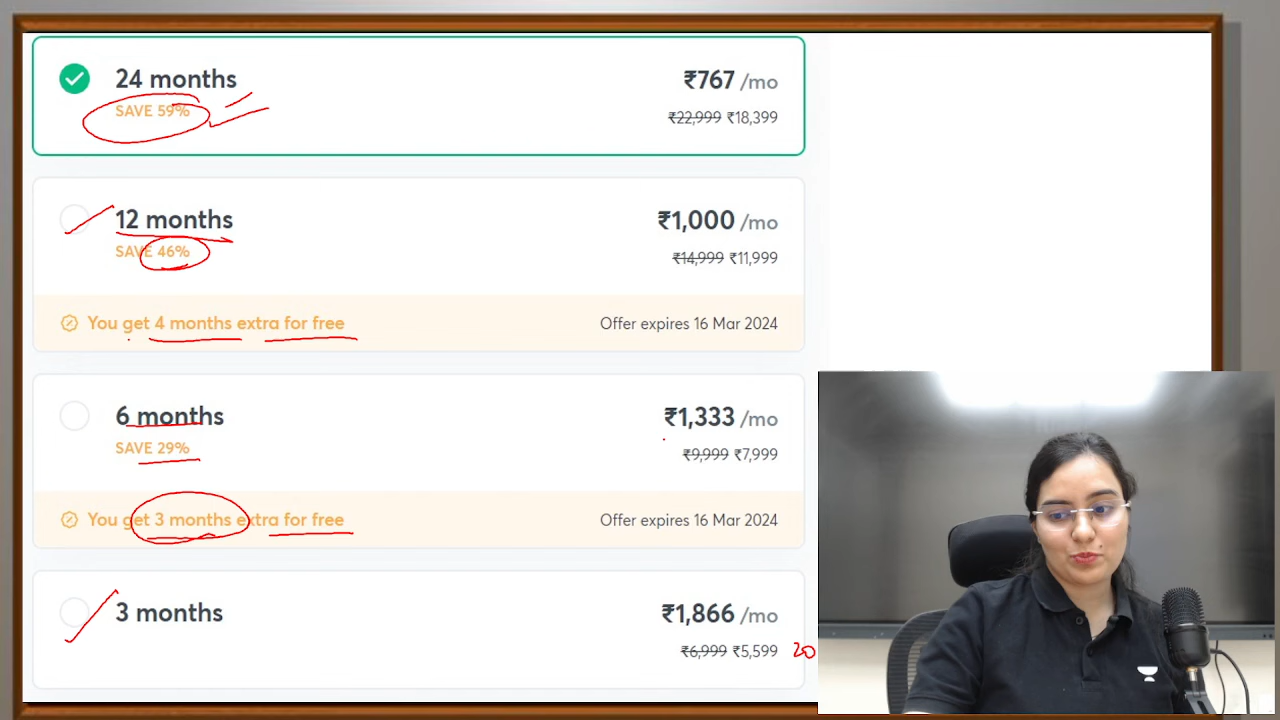 24 months
₹767 /mo
SAVE 59%
₹22,999 ₹18,399
12 months
₹1,000 /mo
SAVE 46%
₹14,999 ₹11,999
You get 4 months extra for free
Offer expires 16 Mar 2024
6 months
₹1,333 /mo
SAVE 29%
₹9,999 ₹7,999
You get 3 months extra for free
Offer expires 16 Mar 2024
3 months
₹1,866 /mo
₹6,999 ₹5,599 20